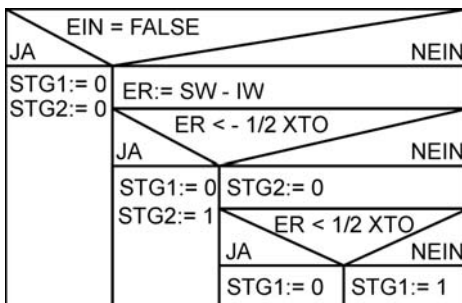 EIN = FALSE
JA NEIN
STG1:= 0
STG2:= 0
ER:= SW - IW
ER < - 1/2 XTO
JA NEIN
STG1:= 0
STG2:= 1
STG2:= 0
ER < 1/2 XTO
JA NEIN
STG1:= 0 STG1:= 1